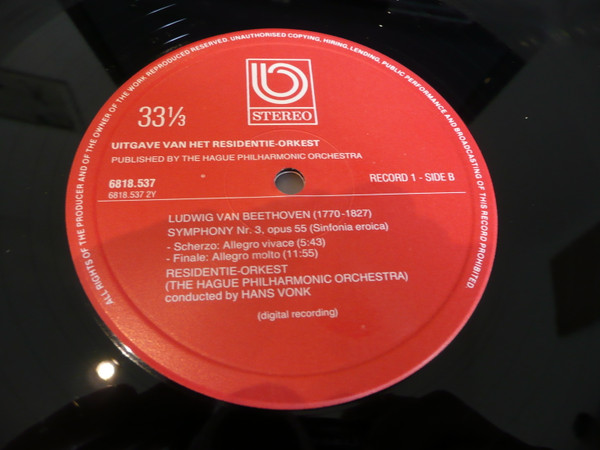 ALL RIGHTS OF THE PRODUCER AND OF THE OWNER OF THE WORK REPRODUCED RESERVED. UNAUTHORISED COPYING, HIRING, LENDING, PUBLIC PERFORMANCE AND BROADCASTING OF THIS RECORD PROHIBITED.
b
STEREO
33⅓
UITGAVE VAN HET RESIDENTIE-ORKEST
PUBLISHED BY THE HAGUE PHILHARMONIC ORCHESTRA
6818.537
RECORD 1 - SIDE B
6818.537 2Y
LUDWIG VAN BEETHOVEN (1770-1827)
SYMPHONY Nr. 3, opus 55 (Sinfonia eroica)
- Scherzo: Allegro vivace (5:43)
- Finale: Allegro molto (11:55)
RESIDENTIE-ORKEST
(THE HAGUE PHILHARMONIC ORCHESTRA)
conducted by HANS VONK
(digital recording)